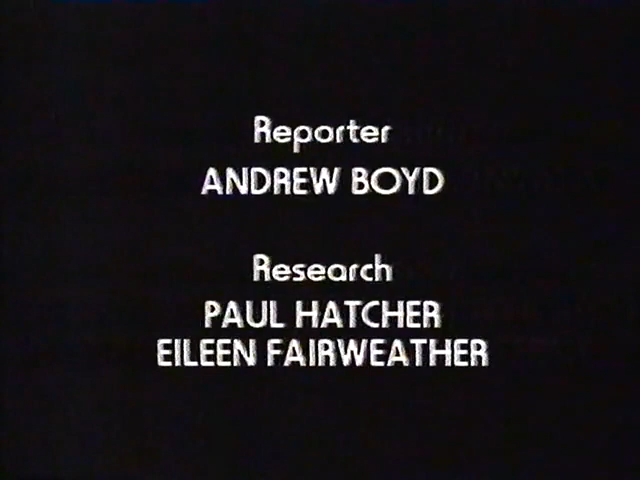 Reporter
ANDREW BOYD
Research
PAUL HATCHER
EILEEN FAIRWEATHER